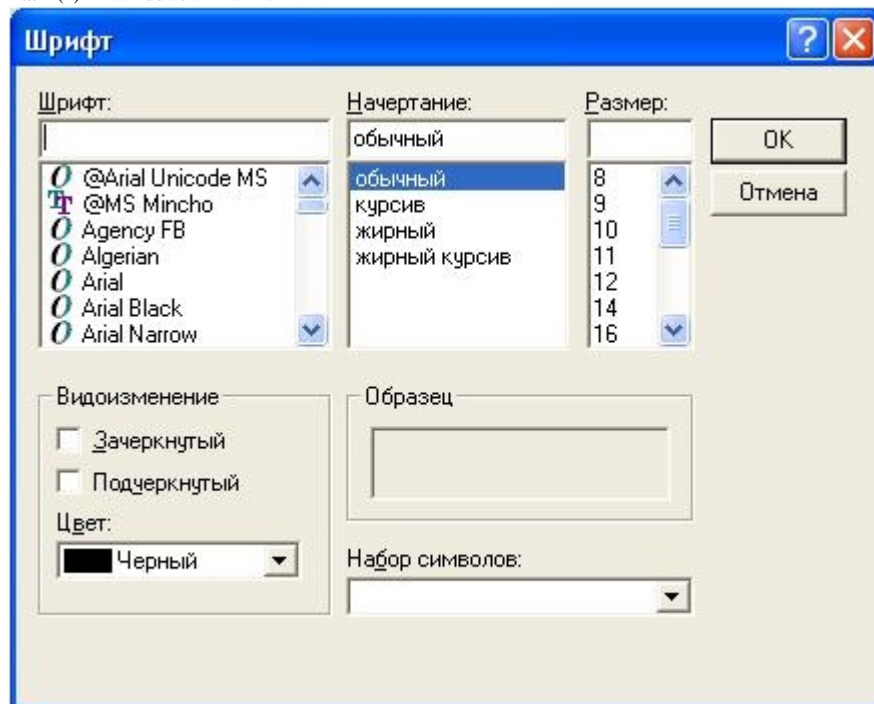 Шрифт
Шрифт:
Начертание:
Размер:
обычный
OK
Отмена
@Arial Unicode MS
@MS Mincho
Agency FB
Algerian
Arial
Arial Black
Arial Narrow
обычный
курсив
жирный
жирный курсив
8
9
10
11
12
14
16
Видоизменение
Зачеркнутый
Подчеркнутый
Цвет:
Черный
Образец
Набор символов: